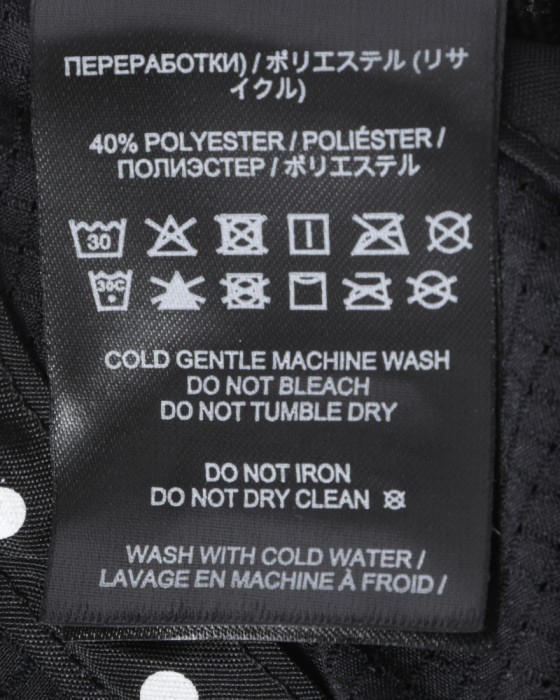 ПЕРЕРАБОТКИ) / ポリエステル (リサ
イクル)
40% POLYESTER / POLIÉSTER /
ПОЛИЭСТЕР / ポリエステル
30
30C
COLD GENTLE MACHINE WASH
DO NOT BLEACH
DO NOT TUMBLE DRY
DO NOT IRON
DO NOT DRY CLEAN
WASH WITH COLD WATER /
LAVAGE EN MACHINE À FROID /